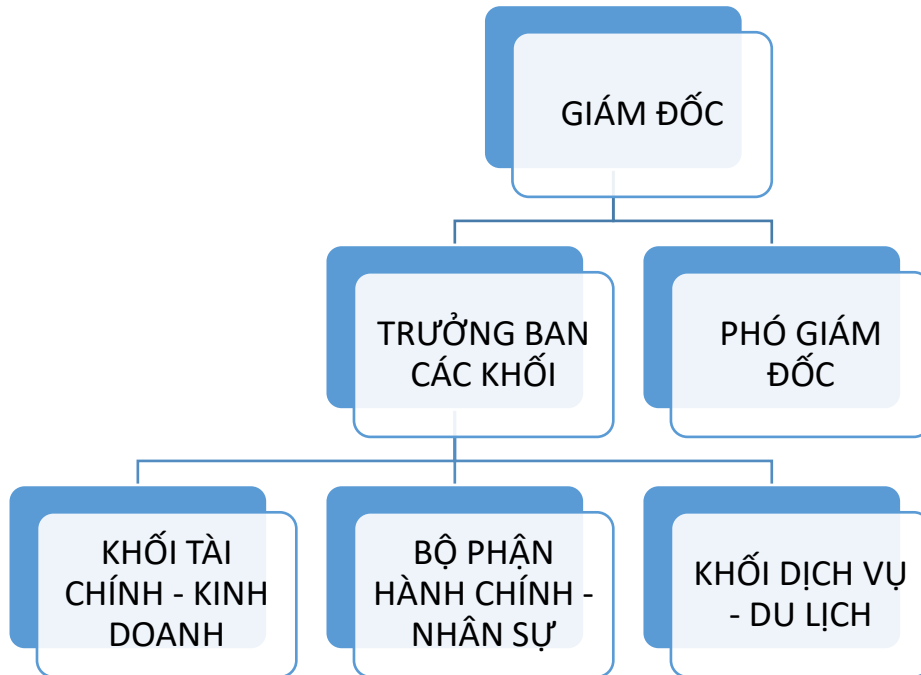 GIÁM ĐỐC
TRƯỞNG BAN
CÁC KHỐI
PHÓ GIÁM
ĐỐC
KHỐI TÀI
CHÍNH - KINH
DOANH
BỘ PHẬN
HÀNH CHÍNH -
NHÂN SỰ
KHỐI DỊCH VỤ
- DU LỊCH